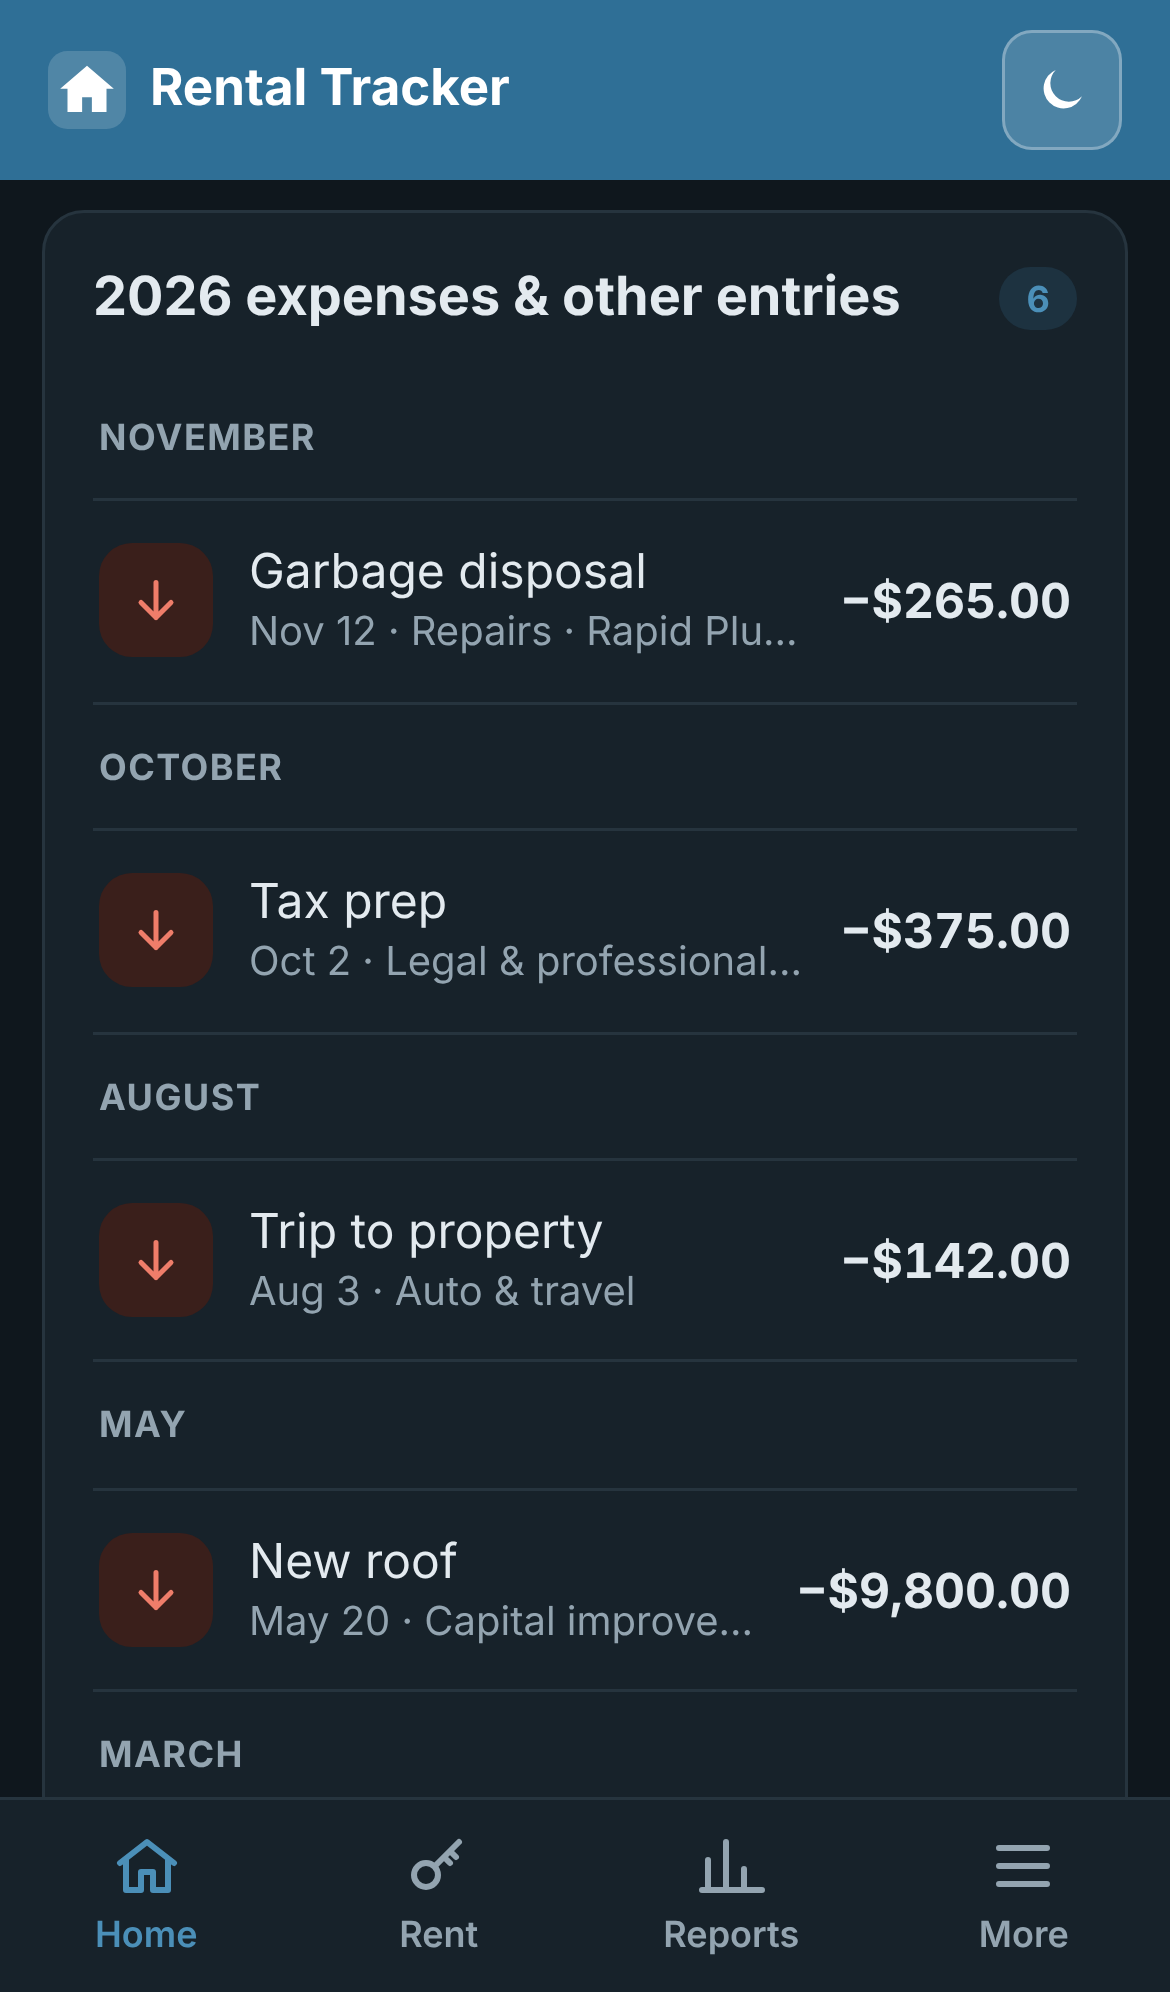 Rental Tracker
2026 expenses & other entries
6
NOVEMBER
Garbage disposal
−$265.00
Nov 12 · Repairs · Rapid Plu...
OCTOBER
Tax prep
−$375.00
Oct 2 · Legal & professional...
AUGUST
Trip to property
−$142.00
Aug 3 · Auto & travel
MAY
New roof
−$9,800.00
May 20 · Capital improve...
MARCH
Home
Rent
Reports
More